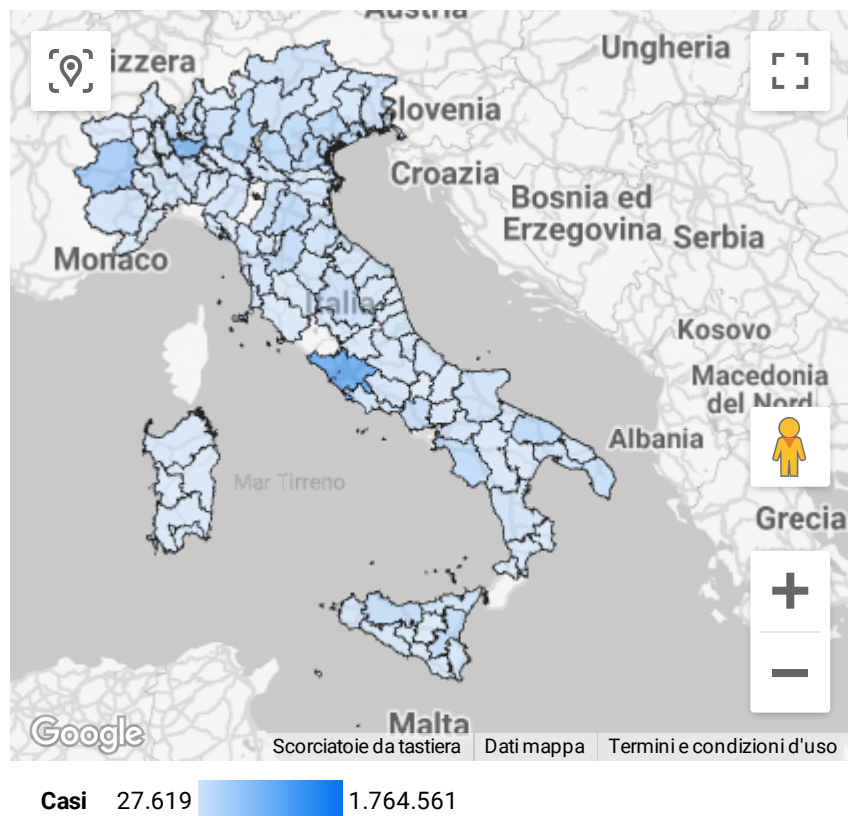 Austria
izzera
Ungheria
Slovenia
Croazia
Bosnia ed
Erzegovina
Serbia
Monaco
Italia
Kosovo
Macedonia
del Nord
Albania
Mar Tirreno
Grecia
Malta
Google
Scorciatoie da tastiera
Dati mappa
Termini e condizioni d'uso
Casi 27.619 1.764.561